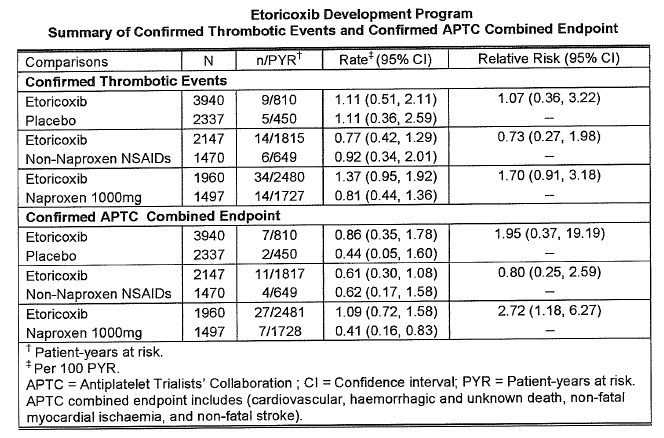 Etoricoxib Development Program
Summary of Confirmed Thrombotic Events and Confirmed APTC Combined Endpoint
Comparisons N n/PYR† Rate‡ (95% CI) Relative Risk (95% CI)
Confirmed Thrombotic Events
Etoricoxib 3940 9/810 1.11 (0.51, 2.11) 1.07 (0.36, 3.22)
Placebo 2337 5/450 1.11 (0.36, 2.59) –
Etoricoxib 2147 14/1815 0.77 (0.42, 1.29) 0.73 (0.27, 1.98)
Non-Naproxen NSAIDs 1470 6/649 0.92 (0.34, 2.01) –
Etoricoxib 1960 34/2480 1.37 (0.95, 1.92) 1.70 (0.91, 3.18)
Naproxen 1000mg 1497 14/1727 0.81 (0.44, 1.36) –
Confirmed APTC Combined Endpoint
Etoricoxib 3940 7/810 0.86 (0.35, 1.78) 1.95 (0.37, 19.19)
Placebo 2337 2/450 0.44 (0.05, 1.60) –
Etoricoxib 2147 11/1817 0.61 (0.30, 1.08) 0.80 (0.25, 2.59)
Non-Naproxen NSAIDs 1470 4/649 0.62 (0.17, 1.58) –
Etoricoxib 1960 27/2481 1.09 (0.72, 1.58) 2.72 (1.18, 6.27)
Naproxen 1000mg 1497 7/1728 0.41 (0.16, 0.83) –
† Patient-years at risk.
‡ Per 100 PYR.
APTC = Antiplatelet Trialists' Collaboration ; CI = Confidence interval; PYR = Patient-years at risk.
APTC combined endpoint includes (cardiovascular, haemorrhagic and unknown death, non-fatal
myocardial ischaemia, and non-fatal stroke).